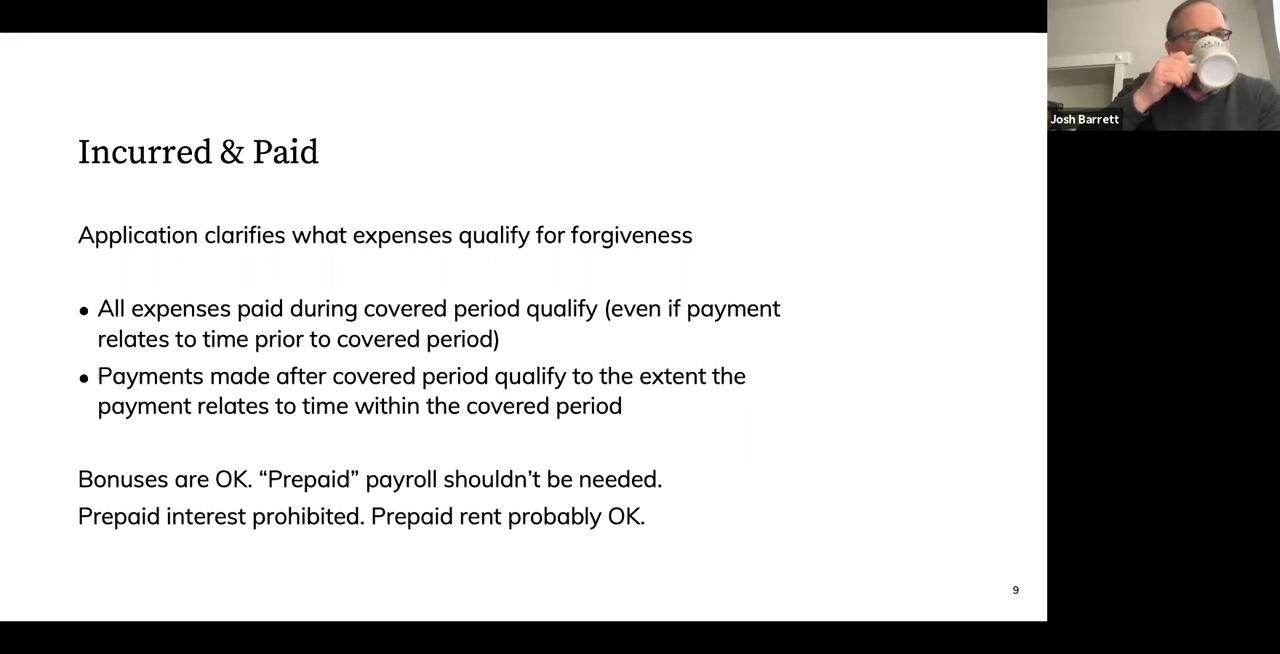 Incurred & Paid
Application clarifies what expenses qualify for forgiveness
• All expenses paid during covered period qualify (even if payment
relates to time prior to covered period)
• Payments made after covered period qualify to the extent the
payment relates to time within the covered period
Bonuses are OK. “Prepaid” payroll shouldn’t be needed.
Prepaid interest prohibited. Prepaid rent probably OK.
9
Josh Barrett